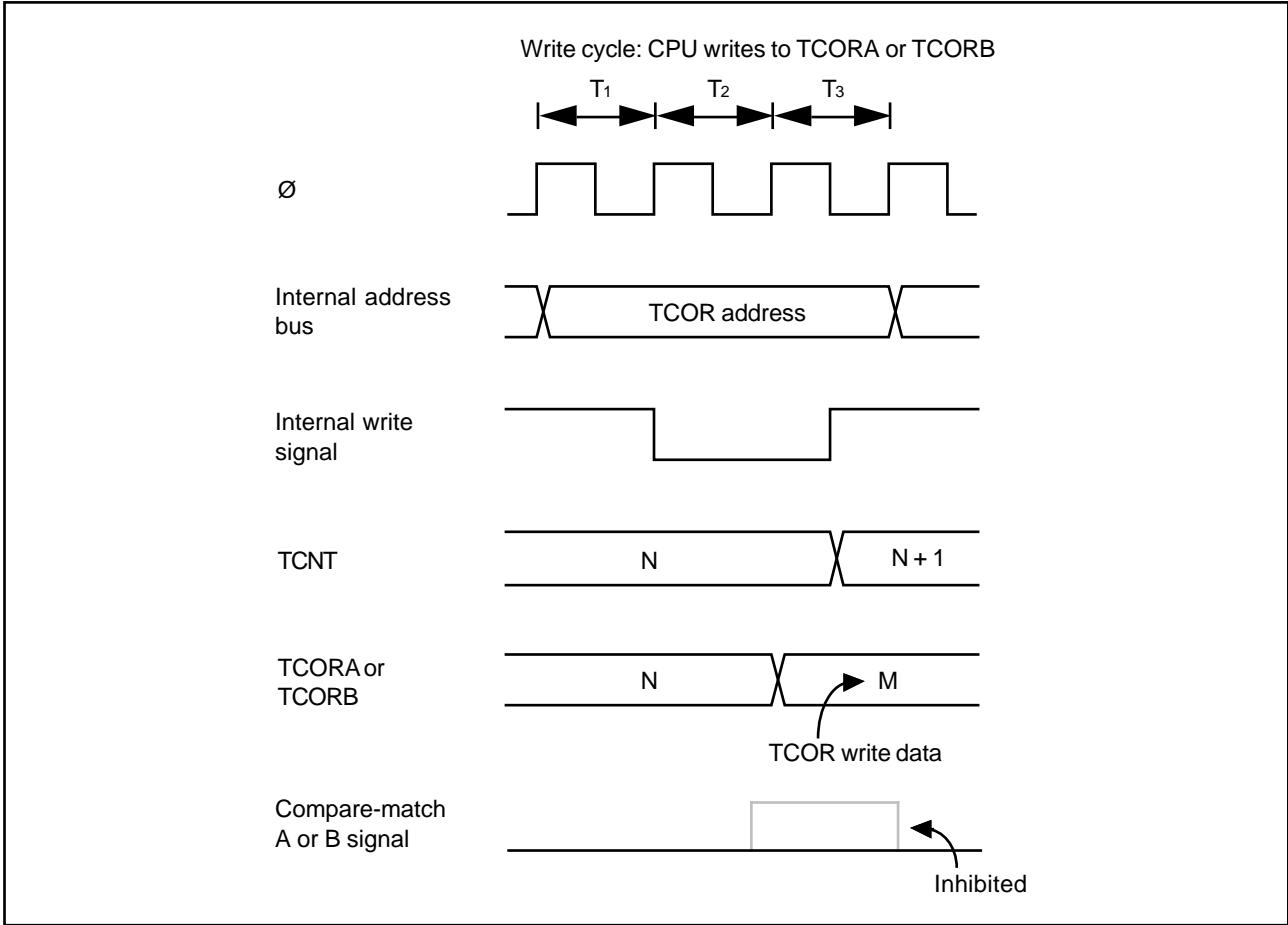 Write cycle: CPU writes to TCORA or TCORB
T1 T2 T3
Ø
Internal address
bus
TCOR address
Internal write
signal
TCNT
N
N + 1
TCORA or
TCORB
N
M
TCOR write data
Compare-match
A or B signal
Inhibited